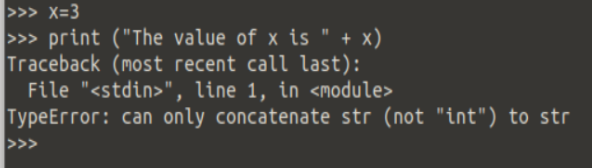 >>> x=3
>>> print ("The value of x is " + x)
Traceback (most recent call last):
  File "<stdin>", line 1, in <module>
TypeError: can only concatenate str (not "int") to str
>>>